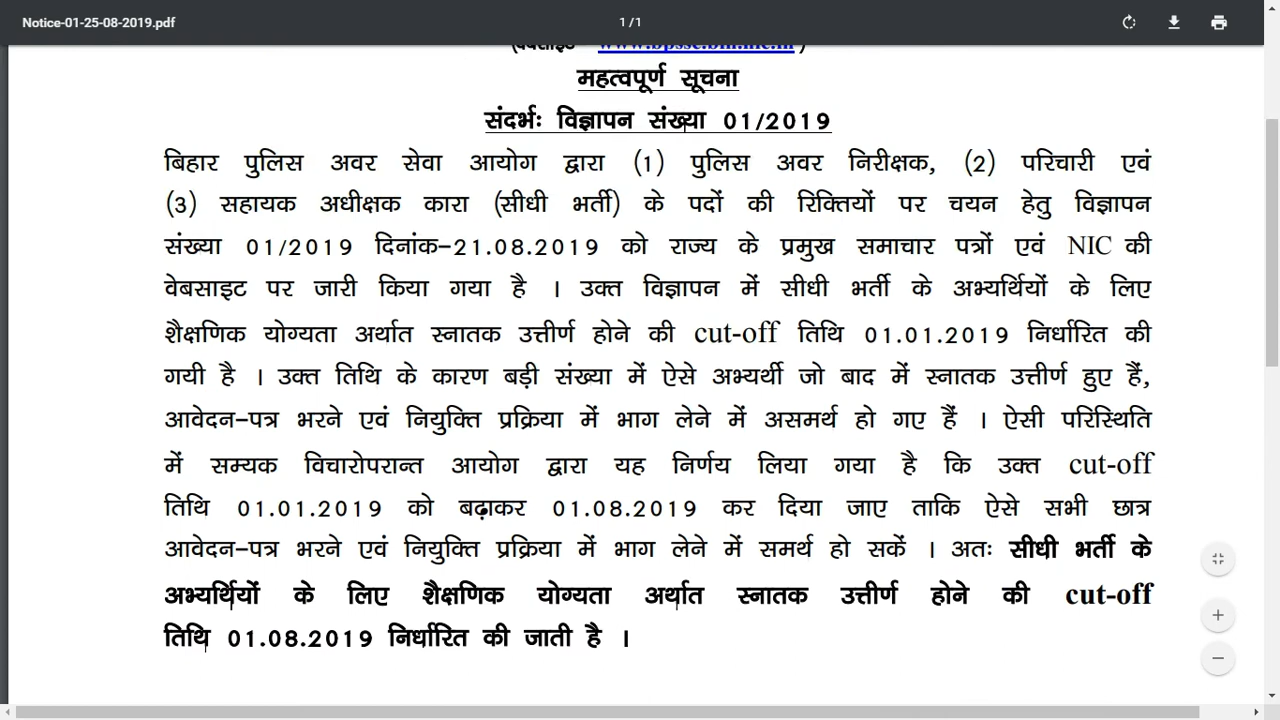 Notice-01-25-08-2019.pdf
1 / 1
महत्वपूर्ण सूचना
संदर्भः विज्ञापन संख्या 01/2019
बिहार पुलिस अवर सेवा आयोग द्वारा (1) पुलिस अवर निरीक्षक, (2) परिचारी एवं
(3) सहायक अधीक्षक कारा (सीधी भर्ती) के पदों की रिक्तियों पर चयन हेतु विज्ञापन
संख्या 01/2019 दिनांक–21.08.2019 को राज्य के प्रमुख समाचार पत्रों एवं NIC की
वेबसाइट पर जारी किया गया है । उक्त विज्ञापन में सीधी भर्ती के अभ्यर्थियों के लिए
शैक्षणिक योग्यता अर्थात स्नातक उत्तीर्ण होने की cut-off तिथि 01.01.2019 निर्धारित की
गयी है । उक्त तिथि के कारण बड़ी संख्या में ऐसे अभ्यर्थी जो बाद में स्नातक उत्तीर्ण हुए हैं,
आवेदन–पत्र भरने एवं नियुक्ति प्रक्रिया में भाग लेने में असमर्थ हो गए हैं । ऐसी परिस्थिति
में सम्यक विचारोपरान्त आयोग द्वारा यह निर्णय लिया गया है कि उक्त cut-off
तिथि 01.01.2019 को बढ़ाकर 01.08.2019 कर दिया जाए ताकि ऐसे सभी छात्र
आवेदन–पत्र भरने एवं नियुक्ति प्रक्रिया में भाग लेने में समर्थ हो सकें । अतः सीधी भर्ती के
अभ्यर्थियों के लिए शैक्षणिक योग्यता अर्थात स्नातक उत्तीर्ण होने की cut-off
तिथि 01.08.2019 निर्धारित की जाती है ।